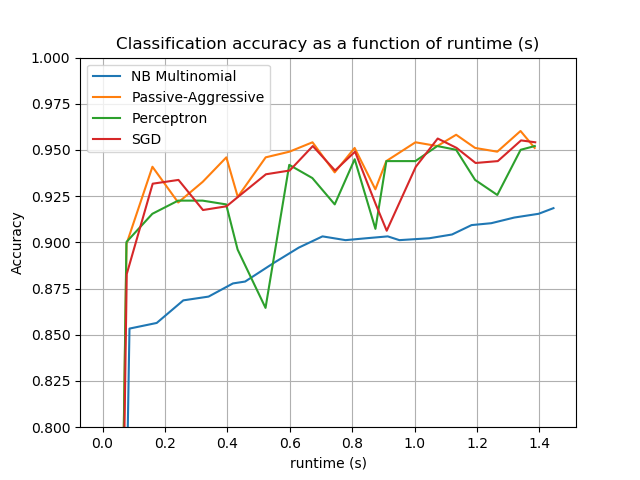 Classification accuracy as a function of runtime (s)
1.000
0.975
0.950
0.925
0.900
0.875
0.850
0.825
0.800
Accuracy
NB Multinomial
Passive-Aggressive
Perceptron
SGD
0.0 0.2 0.4 0.6 0.8 1.0 1.2 1.4
runtime (s)